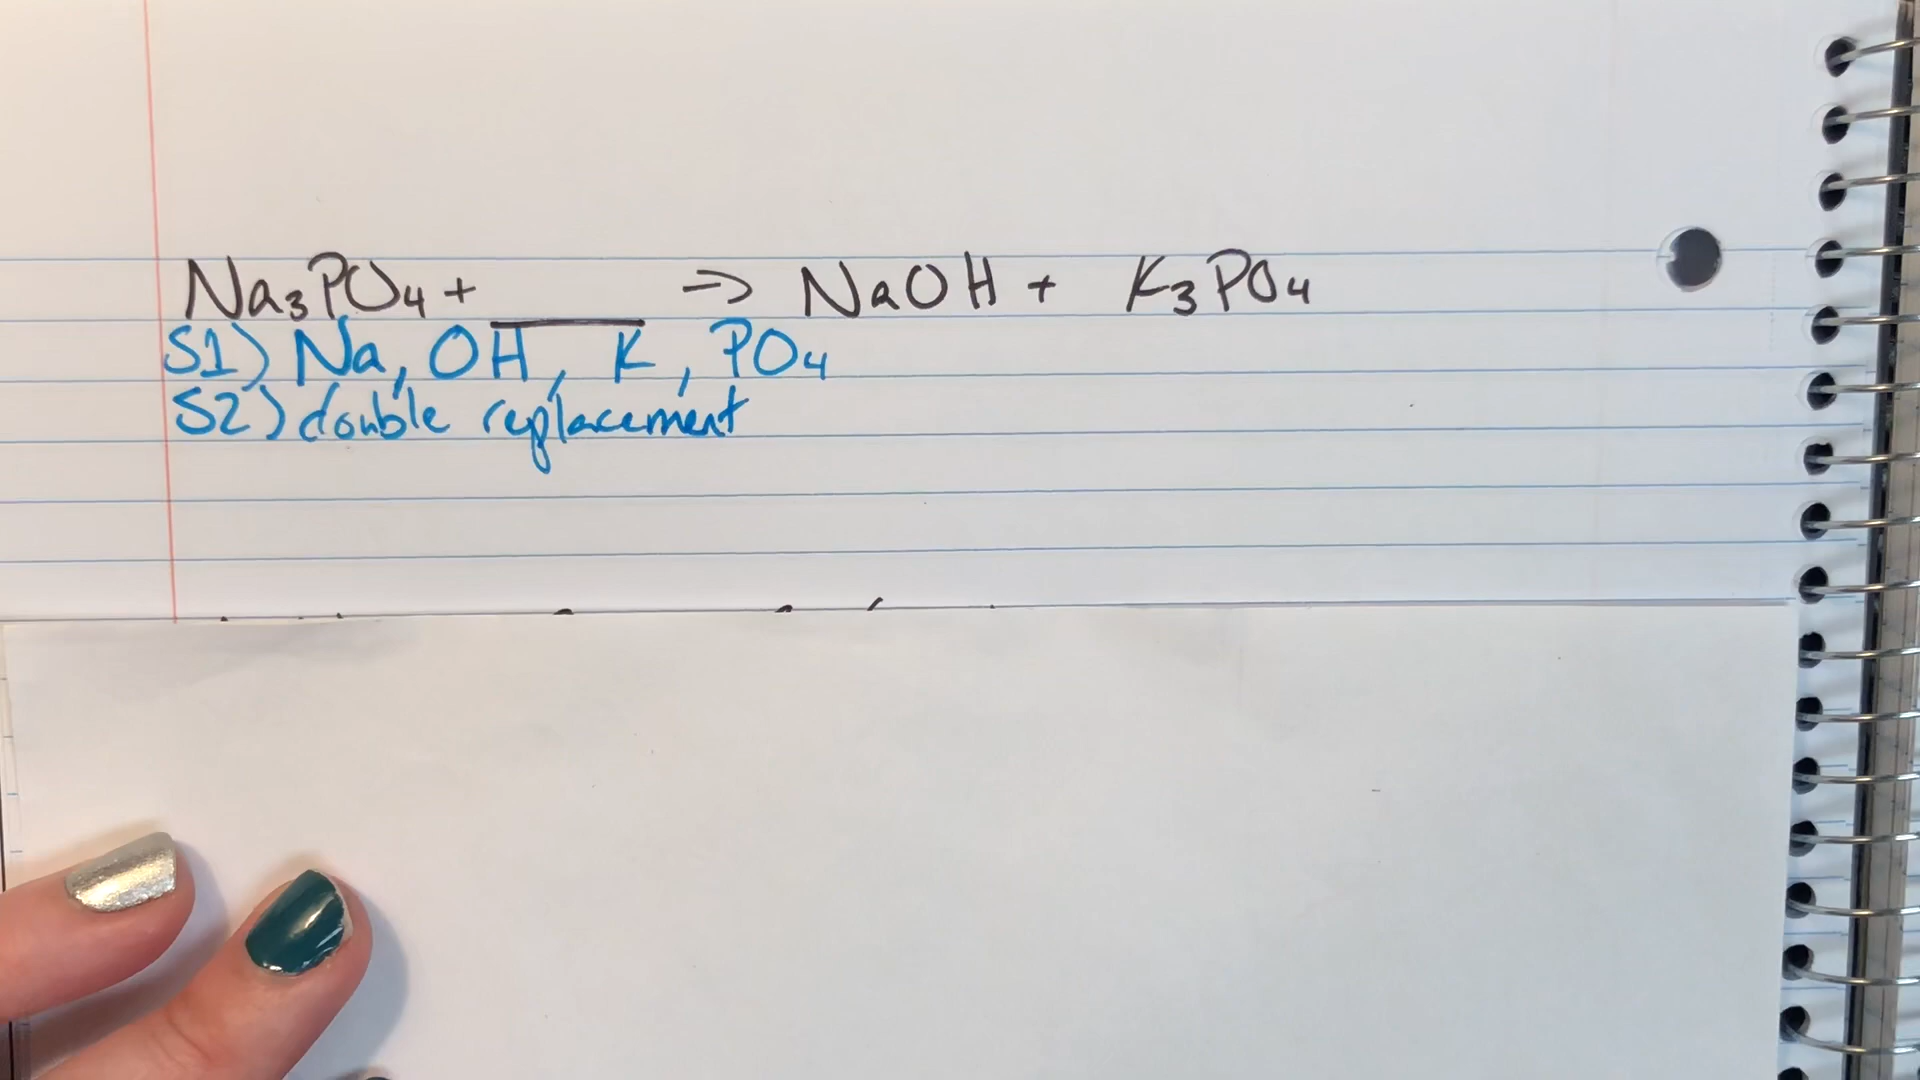 Na₃PO₄ + ____ → NaOH + K₃PO₄
S1) Na, OH, K, PO₄
S2) double replacement